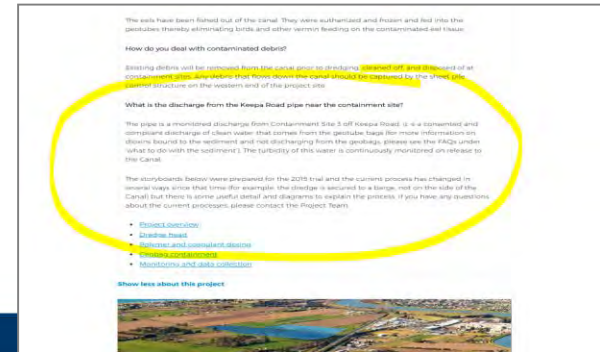 The eels have been fished out of the canal. They were euthanized and frozen and fed into the
geotubes thereby eliminating birds and other vermin feeding on the contaminated eel tissue.
How do you deal with contaminated debris?
Existing debris will be removed from the canal prior to dredging, cleaned off, and disposed of at
containment sites. Any debris that flows down the canal should be captured by the sheet pile
control structure on the western end of the project site.
What is the discharge from the Keepa Road pipe near the containment site?
The pipe is a monitored discharge from Containment Site 3 off Keepa Road. It is a consented and
compliant discharge of clean water that comes from the geotube bags (for more information on
dioxins bound to the sediment and not discharging from the geobags, please see the FAQs under
'what to do with the sediment'). The turbidity of this water is continuously monitored on release to
the Canal.
The storyboards below were prepared for the 2019 trial and the current process has changed in
several ways since that time (for example, the dredge is secured to a barge, not on the side of the
Canal) but there is some useful detail and diagrams to explain the process. If you have any questions
about the current processes, please contact the Project Team.
Project overview
Dredge head
Polymer and coagulant dosing
Geobag containment
Monitoring and data collection
Show less about this project